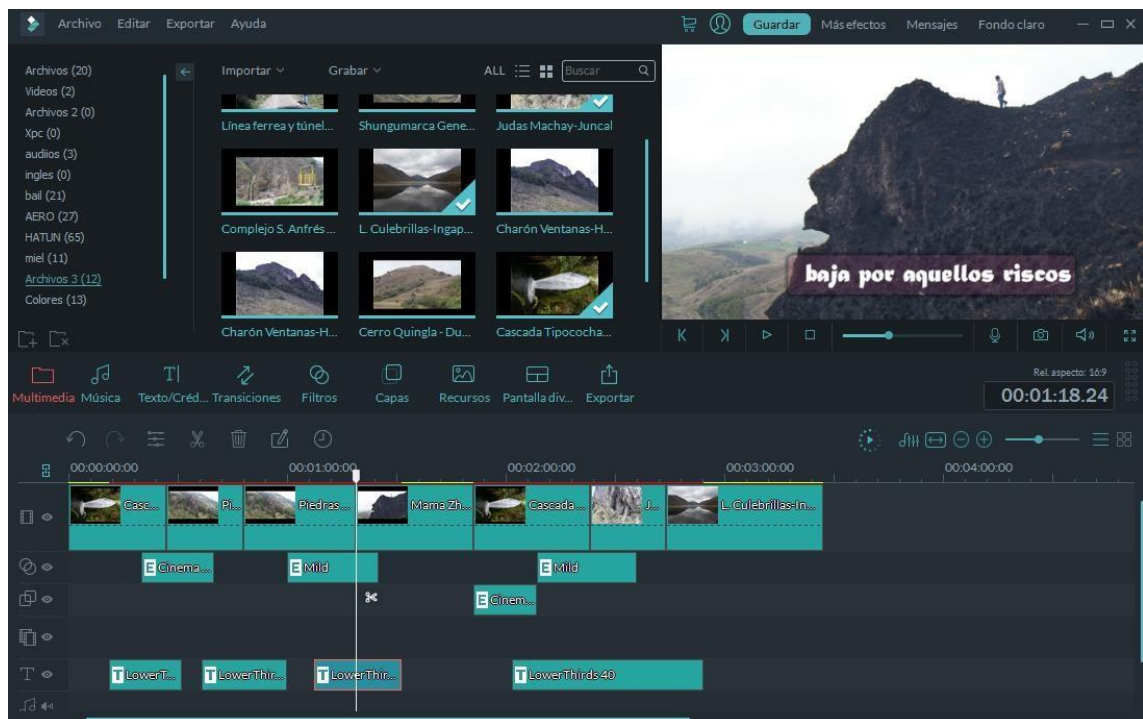 Archivo Editar Exportar Ayuda
Guardar Más efectos Mensajes Fondo claro
Archivos (20)
Videos (2)
Archivos 2 (0)
Xpc (0)
audiios (3)
ingles (0)
bail (21)
AERO (27)
HATUN (65)
miel (11)
Archivos 3 (12)
Colores (13)
Importar Grabar ALL Buscar
Línea ferrea y túnel... Shungumarca Gene... Judas Machay-Juncal
Complejo S. Anfrés ... L. Culebrillas-Ingap... Charón Ventanas-H...
Charón Ventanas-H... Cerro Quingla - Du... Cascada Tipococha...
baja por aquellos riscos
Multimedia Música Texto/Créd... Transiciones Filtros Capas Recursos Pantalla div... Exportar
Rel. aspecto: 16:9
00:01:18.24
00:00:00:00 00:01:00:00 00:02:00:00 00:03:00:00 00:04:00:00
Casc... Pi... Piedras ... Mama Zh... Cascada ... J... L. Culebrillas-In...
E Cinema ... E Mild E Mild
E Cinem...
T LowerT... T LowerThir... T LowerThir... T LowerThirds 40